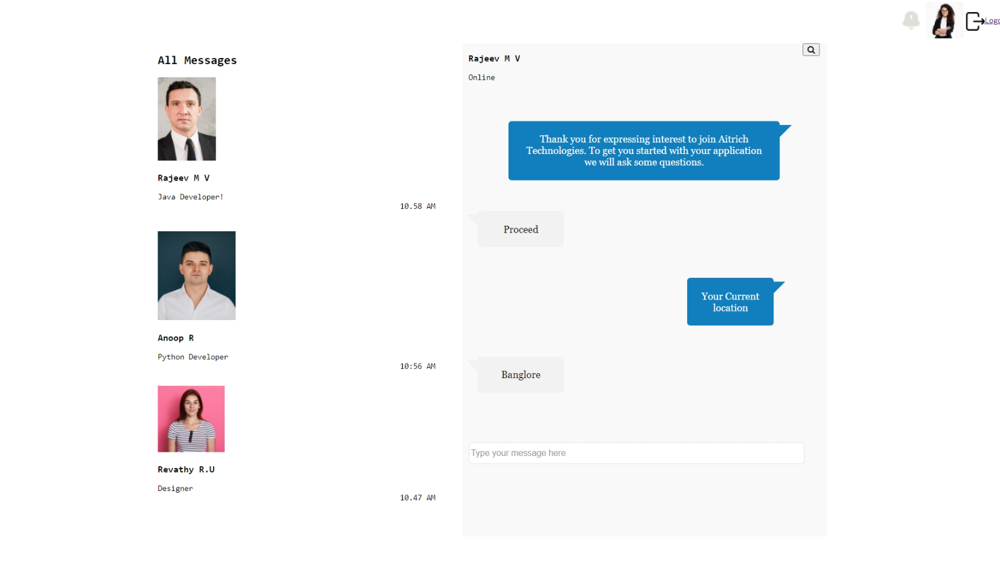 Logo
All Messages
Rajeev M V
Java Developer!
10.58 AM
Anoop R
Python Developer
10:56 AM
Revathy R.U
Designer
10.47 AM
Rajeev M V
Online
Thank you for expressing interest to join Aitrich
Technologies. To get you started with your application
we will ask some questions.
Proceed
Your Current
location
Banglore
Type your message here